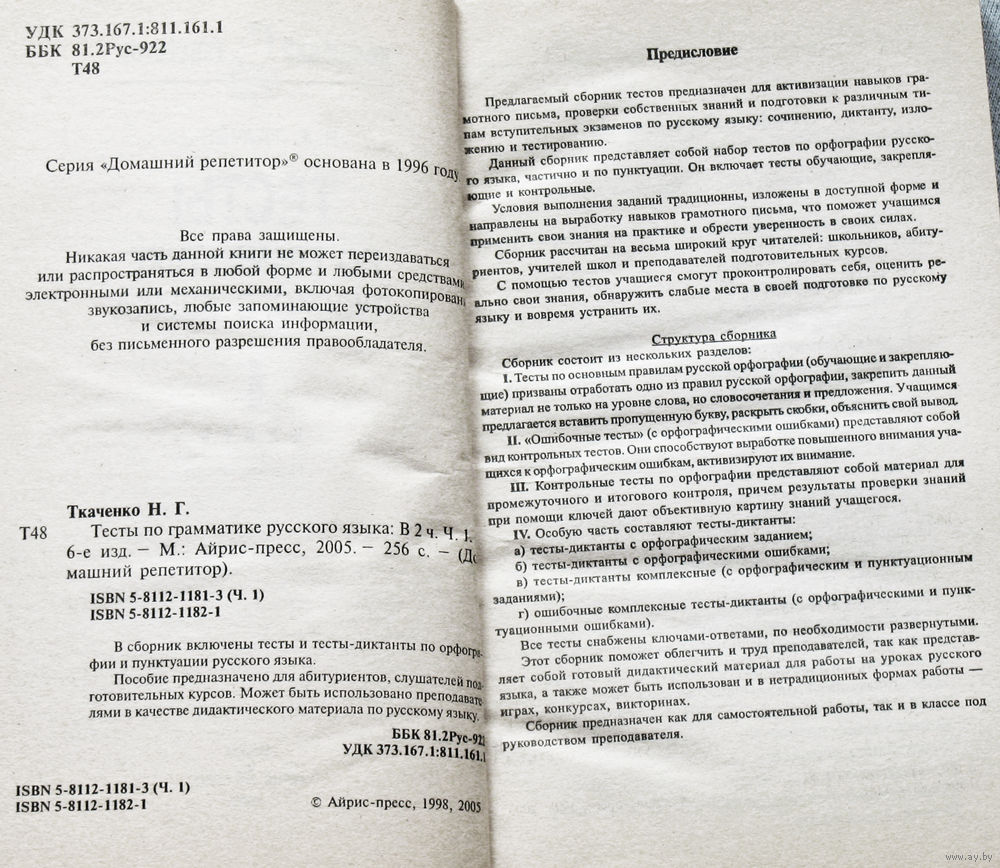 УДК 373.167.1:811.161.1
ББК 81.2Рус-922
Т48
Серия «Домашний репетитор»® основана в 1996 году.
Все права защищены.
Никакая часть данной книги не может переиздаваться
или распространяться в любой форме и любыми средствами,
электронными или механическими, включая фотокопирован
звукозапись, любые запоминающие устройства
и системы поиска информации,
без письменного разрешения правообладателя.
Ткаченко Н. Г.
Т48 Тесты по грамматике русского языка: В 2 ч. Ч. 1.
6-е изд. – М.: Айрис-пресс, 2005. – 256 с. – (До
машний репетитор).
ISBN 5-8112-1181-3 (Ч. 1)
ISBN 5-8112-1182-1
В сборник включены тесты и тесты-диктанты по орфогра-
фии и пунктуации русского языка.
Пособие предназначено для абитуриентов, слушателей под-
готовительных курсов. Может быть использовано преподавате
лями в качестве дидактического материала по русскому языку.
ББК 81.2Рус-922
УДК 373.167.1:811.161.1
ISBN 5-8112-1181-3 (Ч. 1)
ISBN 5-8112-1182-1
© Айрис-пресс, 1998, 2005
Предисловие
Предлагаемый сборник тестов предназначен для активизации навыков гра-
мотного письма, проверки собственных знаний и подготовки к различным ти-
пам вступительных экзаменов по русскому языку: сочинению, диктанту, изло-
жению и тестированию.
Данный сборник представляет собой набор тестов по орфографии русско-
го языка, частично и по пунктуации. Он включает тесты обучающие, закрепля-
ющие и контрольные.
Условия выполнения заданий традиционны, изложены в доступной форме и
направлены на выработку навыков грамотного письма, что поможет учащимся
применить свои знания на практике и обрести уверенность в своих силах.
Сборник рассчитан на весьма широкий круг читателей: школьников, абиту-
риентов, учителей школ и преподавателей подготовительных курсов.
С помощью тестов учащиеся смогут проконтролировать себя, оценить ре-
ально свои знания, обнаружить слабые места в своей подготовке по русскому
языку и вовремя устранить их.
Структура сборника
Сборник состоит из нескольких разделов:
I. Тесты по основным правилам русской орфографии (обучающие и закрепляю-
щие) призваны отработать одно из правил русской орфографии, закрепить данный
материал не только на уровне слова, но словосочетания и предложения. Учащимся
предлагается вставить пропущенную букву, раскрыть скобки, объяснить свой вывод.
II. «Ошибочные тесты» (с орфографическими ошибками) представляют собой
вид контрольных тестов. Они способствуют выработке повышенного внимания уча-
щихся к орфографическим ошибкам, активизируют их внимание.
III. Контрольные тесты по орфографии представляют собой материал для
промежуточного и итогового контроля, причем результаты проверки знаний
при помощи ключей дают объективную картину знаний учащегося.
IV. Особую часть составляют тесты-диктанты:
а) тесты-диктанты с орфографическим заданием;
б) тесты-диктанты с орфографическими ошибками;
в) тесты-диктанты комплексные (с орфографическим и пунктуационным
заданиями);
г) ошибочные комплексные тесты-диктанты (с орфографическими и пунк-
туационными ошибками).
Все тесты снабжены ключами-ответами, по необходимости развернутыми.
Этот сборник поможет облегчить и труд преподавателей, так как представ-
ляет собой готовый дидактический материал для работы на уроках русского
языка, а также может быть использован и в нетрадиционных формах работы —
играх, конкурсах, викторинах.
Сборник предназначен как для самостоятельной работы, так и в классе под
руководством преподавателя.
www.ay.by